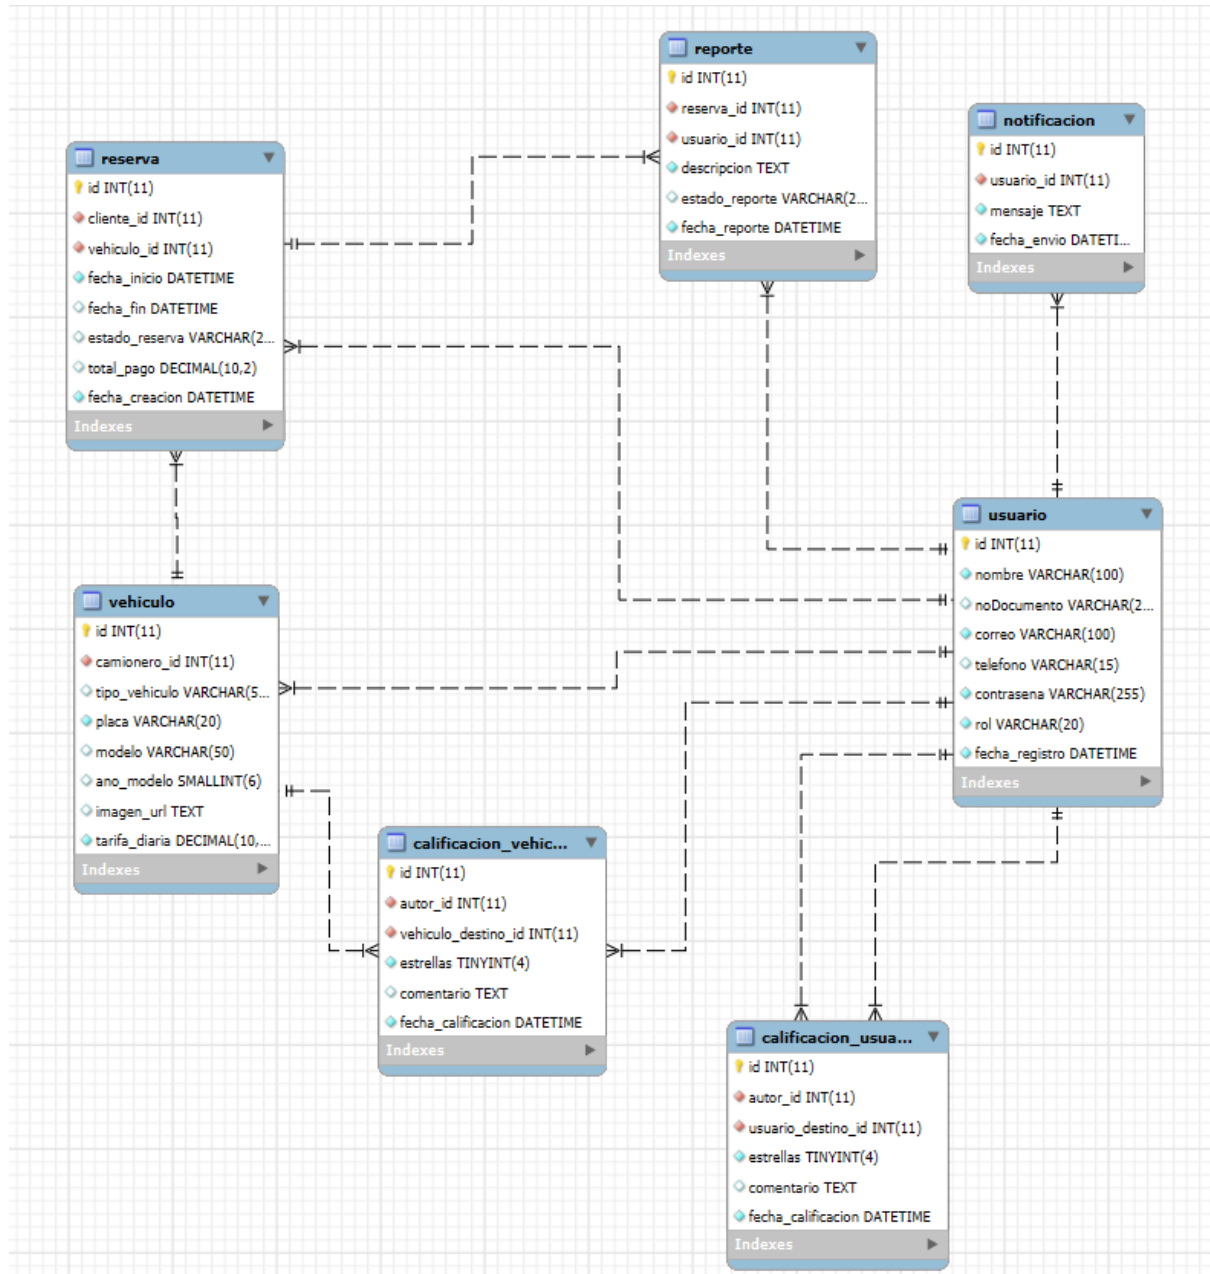 reporte
id INT(11)
reserva_id INT(11)
usuario_id INT(11)
descripcion TEXT
estado_reporte VARCHAR(2...
fecha_reporte DATETIME
Indexes
notificacion
id INT(11)
usuario_id INT(11)
mensaje TEXT
fecha_envio DATETI...
Indexes
reserva
id INT(11)
cliente_id INT(11)
vehiculo_id INT(11)
fecha_inicio DATETIME
fecha_fin DATETIME
estado_reserva VARCHAR(2...
total_pago DECIMAL(10,2)
fecha_creacion DATETIME
Indexes
usuario
id INT(11)
nombre VARCHAR(100)
noDocumento VARCHAR(2...
correo VARCHAR(100)
telefono VARCHAR(15)
contrasena VARCHAR(255)
rol VARCHAR(20)
fecha_registro DATETIME
Indexes
vehiculo
id INT(11)
camionero_id INT(11)
tipo_vehiculo VARCHAR(5...
placa VARCHAR(20)
modelo VARCHAR(50)
ano_modelo SMALLINT(6)
imagen_url TEXT
tarifa_diaria DECIMAL(10,...
Indexes
calificacion_vehic...
id INT(11)
autor_id INT(11)
vehiculo_destino_id INT(11)
estrellas TINYINT(4)
comentario TEXT
fecha_calificacion DATETIME
Indexes
calificacion_usua...
id INT(11)
autor_id INT(11)
usuario_destino_id INT(11)
estrellas TINYINT(4)
comentario TEXT
fecha_calificacion DATETIME
Indexes